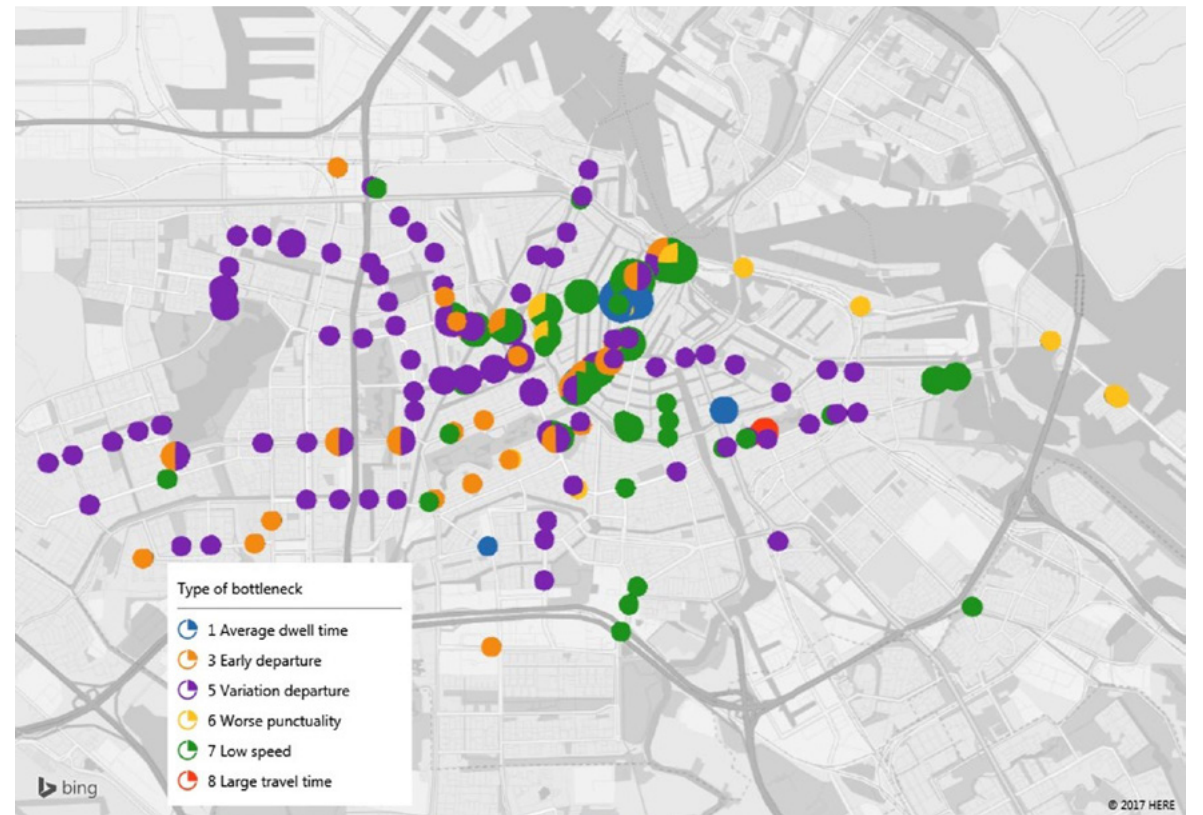 Type of bottleneck
1 Average dwell time
3 Early departure
5 Variation departure
6 Worse punctuality
7 Low speed
8 Large travel time
bing
© 2017 HERE